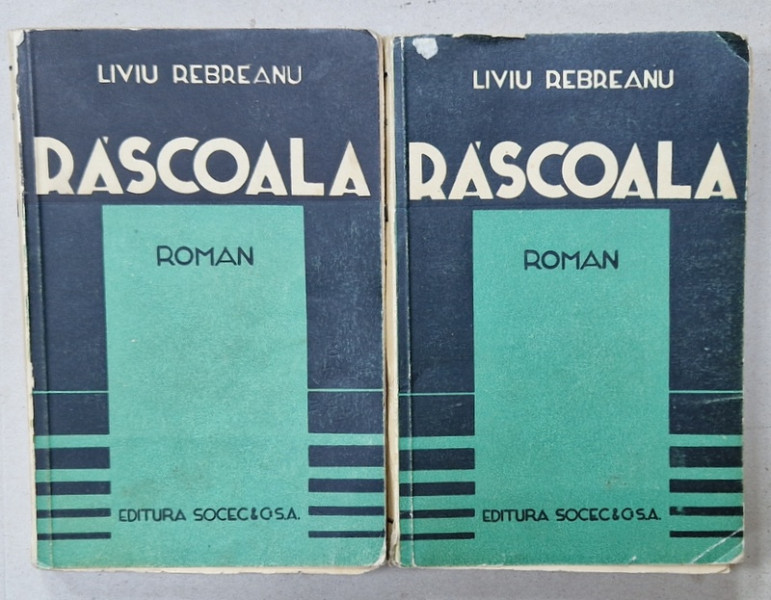 LIVIU REBREANU
RĂSCOALA
ROMAN
EDITURA SOCEC & Co S.A.
LIVIU REBREANU
RĂSCOALA
ROMAN
EDITURA SOCEC & Co S.A.